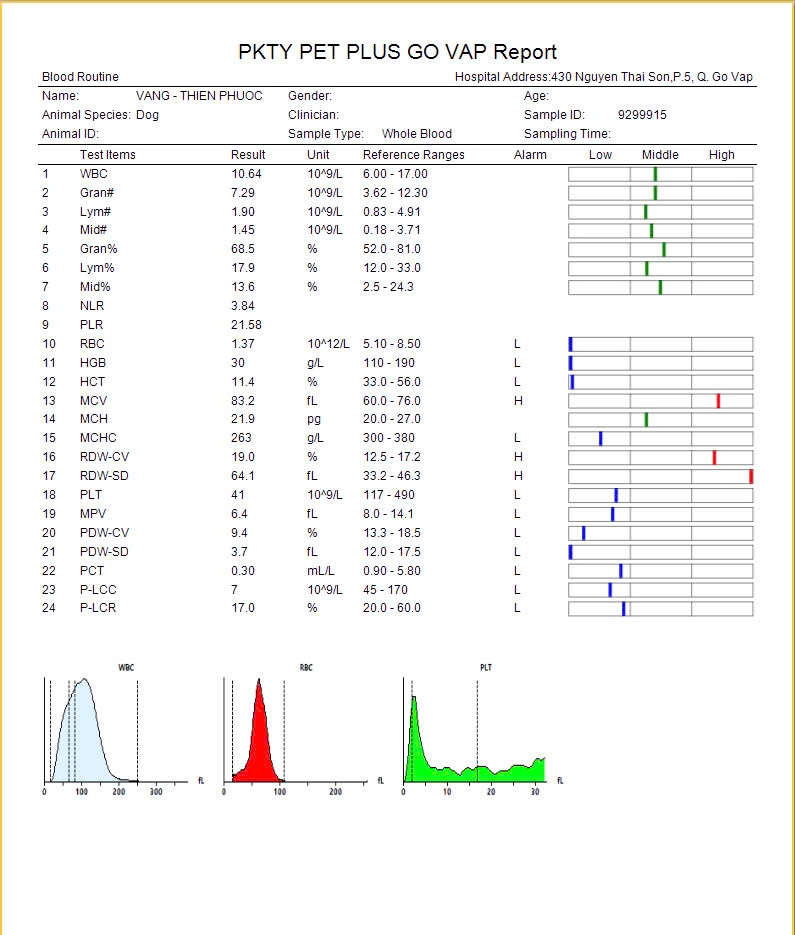 PKTY PET PLUS GO VAP Report
Blood Routine Hospital Address:430 Nguyen Thai Son,P.5, Q. Go Vap
Name: VANG - THIEN PHUOC Gender: Age:
Animal Species: Dog Clinician: Sample ID: 9299915
Animal ID: Sample Type: Whole Blood Sampling Time:
Test Items Result Unit Reference Ranges Alarm Low Middle High
1 WBC 10.64 10^9/L 6.00 - 17.00
2 Gran# 7.29 10^9/L 3.62 - 12.30
3 Lym# 1.90 10^9/L 0.83 - 4.91
4 Mid# 1.45 10^9/L 0.18 - 3.71
5 Gran% 68.5 % 52.0 - 81.0
6 Lym% 17.9 % 12.0 - 33.0
7 Mid% 13.6 % 2.5 - 24.3
8 NLR 3.84
9 PLR 21.58
10 RBC 1.37 10^12/L 5.10 - 8.50 L
11 HGB 30 g/L 110 - 190 L
12 HCT 11.4 % 33.0 - 56.0 L
13 MCV 83.2 fL 60.0 - 76.0 H
14 MCH 21.9 pg 20.0 - 27.0
15 MCHC 263 g/L 300 - 380 L
16 RDW-CV 19.0 % 12.5 - 17.2 H
17 RDW-SD 64.1 fL 33.2 - 46.3 H
18 PLT 41 10^9/L 117 - 490 L
19 MPV 6.4 fL 8.0 - 14.1 L
20 PDW-CV 9.4 % 13.3 - 18.5 L
21 PDW-SD 3.7 fL 12.0 - 17.5 L
22 PCT 0.30 mL/L 0.90 - 5.80 L
23 P-LCC 7 10^9/L 45 - 170 L
24 P-LCR 17.0 % 20.0 - 60.0 L
WBC RBC PLT
fL fL fL
0 100 200 300 0 100 200 0 10 20 30